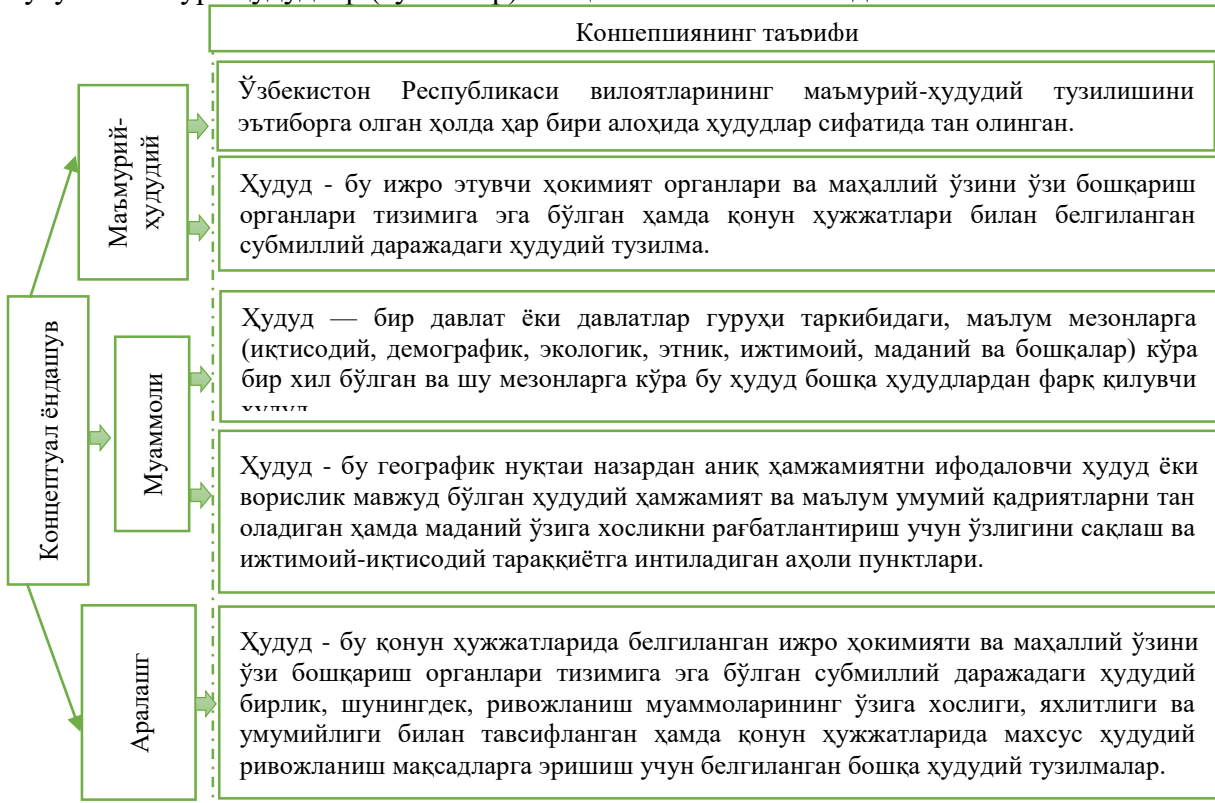 Концепциянинг таърифи
Маъмурий-
ҳудудий
Ўзбекистон Республикаси вилоятларининг маъмурий-ҳудудий тузилишини
эътиборга олган ҳолда ҳар бири алоҳида ҳудудлар сифатида тан олинган.
Ҳудуд - бу ижро этувчи ҳокимият органлари ва маҳаллий ўзини ўзи бошқариш
органлари тизимига эга бўлган ҳамда қонун ҳужжатлари билан белгиланган
субмиллий даражадаги ҳудудий тузилма.
Концептуал ёндашув
Муаммоли
Ҳудуд — бир давлат ёки давлатлар гуруҳи таркибидаги, маълум мезонларга
(иқтисодий, демографик, экологик, этник, ижтимоий, маданий ва бошқалар) кўра
бир хил бўлган ва шу мезонларга кўра бу ҳудуд бошқа ҳудудлардан фарқ қилувчи
Ҳудуд - бу географик нуқтаи назардан аниқ ҳамжамиятни ифодаловчи ҳудуд ёки
ворислик мавжуд бўлган ҳудудий ҳамжамият ва маълум умумий қадриятларни тан
оладиган ҳамда маданий ўзига хосликни рағбатлантириш учун ўзлигини сақлаш ва
ижтимоий-иқтисодий тараққиётга интиладиган аҳоли пунктлари.
Аралашг
Ҳудуд - бу қонун ҳужжатларида белгиланган ижро ҳокимияти ва маҳаллий ўзини
ўзи бошқариш органлари тизимига эга бўлган субмиллий даражадаги ҳудудий
бирлик, шунингдек, ривожланиш муаммоларининг ўзига хослиги, яхлитлиги ва
умумийлиги билан тавсифланган ҳамда қонун ҳужжатларида махсус ҳудудий
ривожланиш мақсадларга эришиш учун белгиланган бошқа ҳудудий тузилмалар.